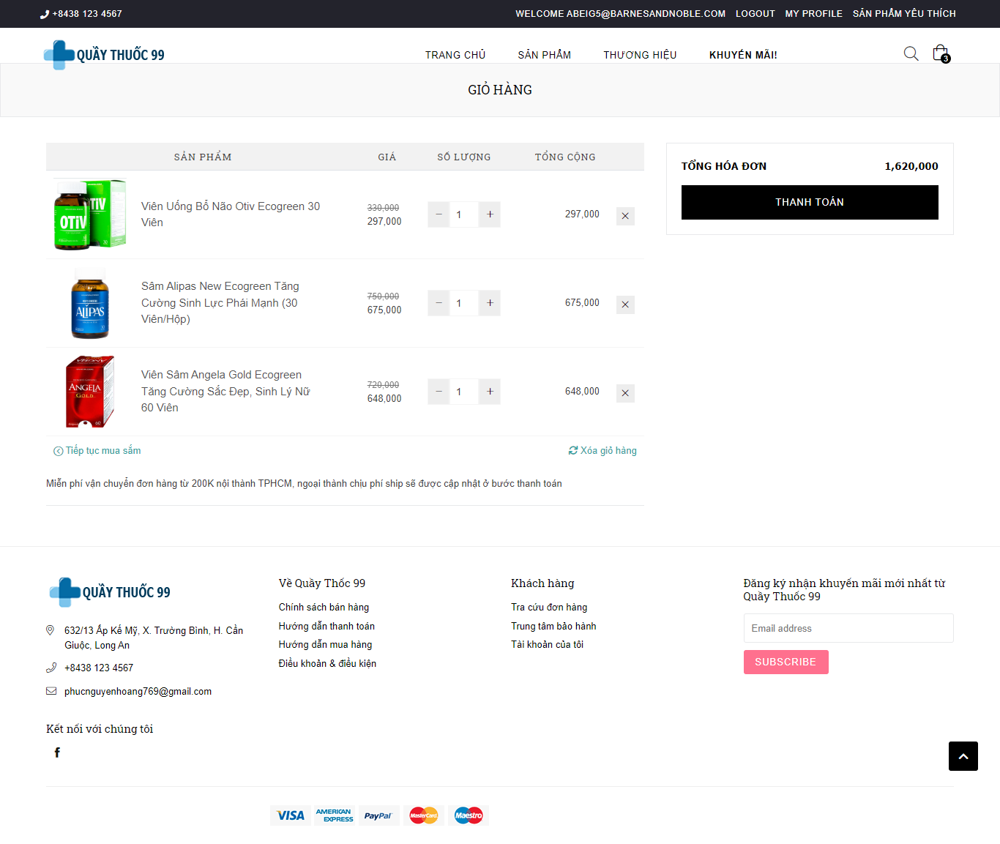 +8438 123 4567
WELCOME ABEIG5@BARNESANDNOBLE.COM LOGOUT MY PROFILE SẢN PHẨM YÊU THÍCH
QUẦY THUỐC 99
TRANG CHỦ SẢN PHẨM THƯƠNG HIỆU KHUYẾN MÃI!
3
GIỎ HÀNG
SẢN PHẨM GIÁ SỐ LƯỢNG TỔNG CỘNG
OTiV
Viên Uống Bổ Não Otiv Ecogreen 30
Viên
330,000
297,000
− 1 +
297,000
×
ALIPAS
Sâm Alipas New Ecogreen Tăng
Cường Sinh Lực Phái Mạnh (30
Viên/Hộp)
750,000
675,000
− 1 +
675,000
×
ANGELA
GOLD
60
Viên Sâm Angela Gold Ecogreen
Tăng Cường Sắc Đẹp, Sinh Lý Nữ
60 Viên
720,000
648,000
− 1 +
648,000
×
Tiếp tục mua sắm
Xóa giỏ hàng
Miễn phí vận chuyển đơn hàng từ 200K nội thành TPHCM, ngoại thành chịu phí ship sẽ được cập nhật ở bước thanh toán
TỔNG HÓA ĐƠN 1,620,000
THANH TOÁN
QUẦY THUỐC 99
632/13 Ấp Kế Mỹ, X. Trường Bình, H. Cần
Giuộc, Long An
+8438 123 4567
phucnguyenhoang769@gmail.com
Kết nối với chúng tôi
f
Về Quầy Thốc 99
Chính sách bán hàng
Hướng dẫn thanh toán
Hướng dẫn mua hàng
Điều khoản & điều kiện
Khách hàng
Tra cứu đơn hàng
Trung tâm bảo hành
Tài khoản của tôi
Đăng ký nhận khuyến mãi mới nhất từ
Quầy Thuốc 99
Email address
SUBSCRIBE
VISA
AMERICAN
EXPRESS
PayPal
MasterCard
Maestro